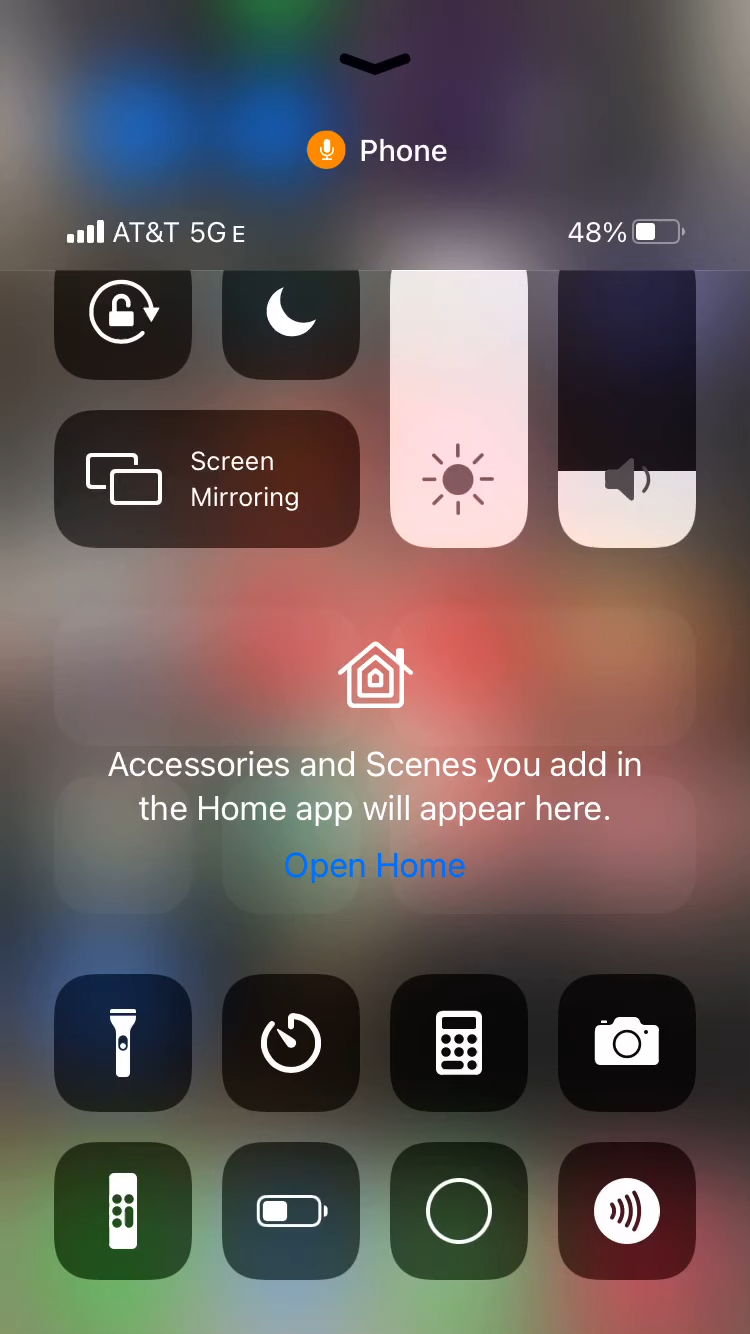 Phone
AT&T 5GE
48%
Screen
Mirroring
Accessories and Scenes you add in
the Home app will appear here.
Open Home